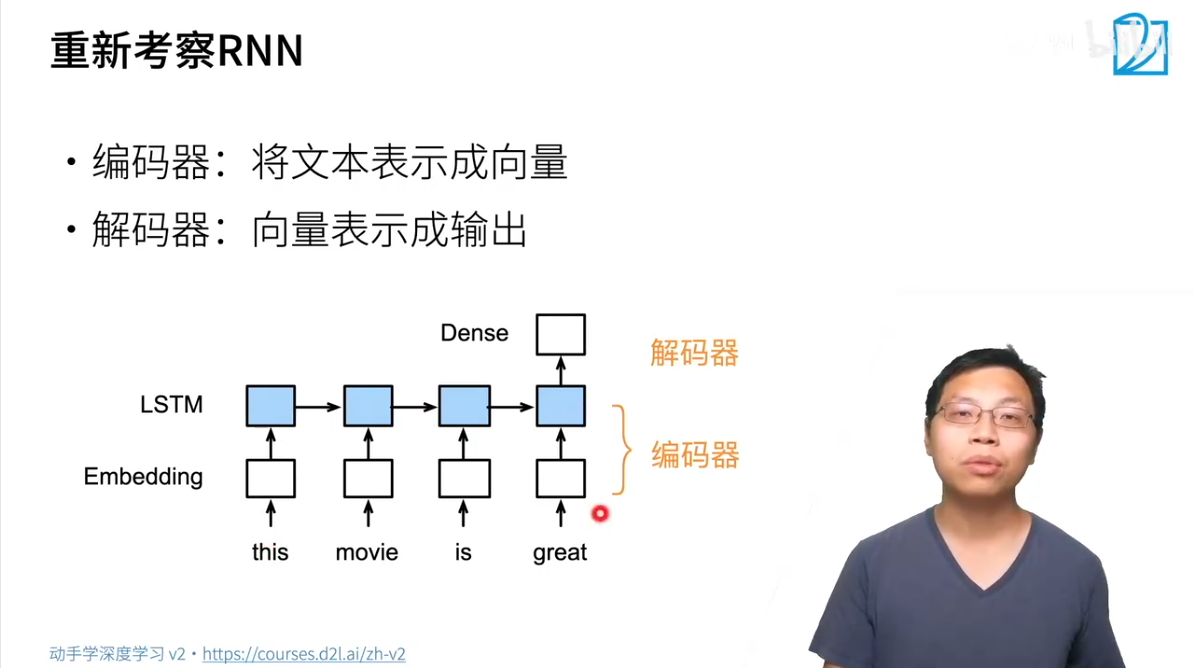 重新考察RNN
• 编码器：将文本表示成向量
• 解码器：向量表示成输出
Dense
解码器
LSTM
编码器
Embedding
this movie is great
动手学深度学习 v2 • https://courses.d2l.ai/zh-v2